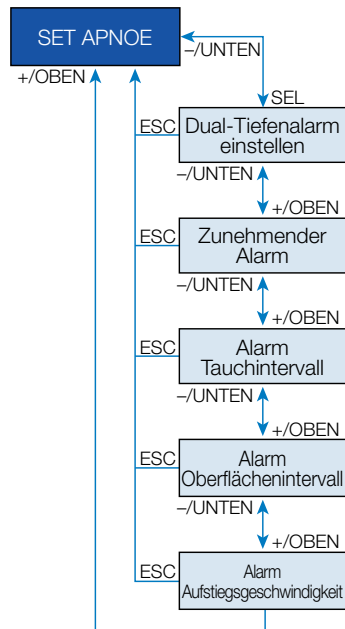 SET APNOE
–/UNTEN
+/OBEN
SEL
ESC
Dual-Tiefenalarm
einstellen
–/UNTEN
+/OBEN
ESC
Zunehmender
Alarm
–/UNTEN
+/OBEN
ESC
Alarm
Tauchintervall
–/UNTEN
+/OBEN
ESC
Alarm
Oberflächenintervall
–/UNTEN
+/OBEN
ESC
Alarm
Aufstiegsgeschwindigkeit